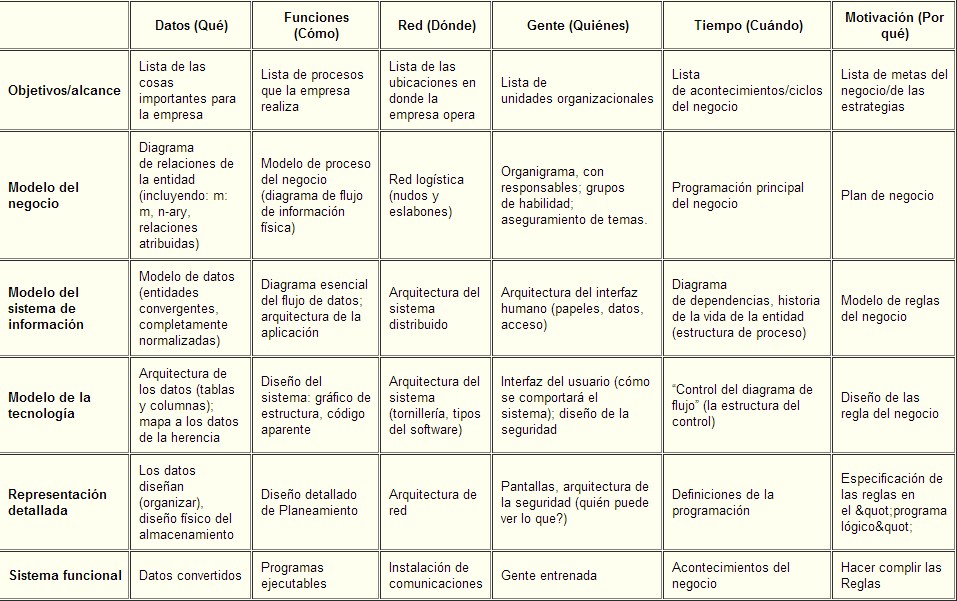 Datos (Qué)
Funciones
(Cómo)
Red (Dónde)
Gente (Quiénes)
Tiempo (Cuándo)
Motivación (Por
qué)
Objetivos/alcance
Lista de las
cosas
importantes para
la empresa
Lista de procesos
que la empresa
realiza
Lista de las
ubicaciones en
donde la
empresa opera
Lista de
unidades organizacionales
Lista
de acontecimientos/ciclos
del negocio
Lista de metas del
negocio/de las
estrategias
Modelo del
negocio
Diagrama
de relaciones de
la entidad
(incluyendo: m:
m, n-ary,
relaciones
atribuidas)
Modelo de proceso
del negocio
(diagrama de flujo
de información
física)
Red logística
(nudos y
eslabones)
Organigrama, con
responsables; grupos
de habilidad;
aseguramiento de temas.
Programación principal
del negocio
Plan de negocio
Modelo del
sistema de
información
Modelo de datos
(entidades
convergentes,
completamente
normalizadas)
Diagrama esencial
del flujo de datos;
arquitectura de la
aplicación
Arquitectura del
sistema
distribuido
Arquitectura del interfaz
humano (papeles, datos,
acceso)
Diagrama
de dependencias, historia
de la vida de la entidad
(estructura de proceso)
Modelo de reglas
del negocio
Modelo de la
tecnología
Arquitectura de
los datos (tablas
y columnas);
mapa a los datos
de la herencia
Diseño del
sistema: gráfico de
estructura, código
aparente
Arquitectura del
sistema
(tornillería, tipos
del software)
Interfaz del usuario (cómo
se comportará el
sistema); diseño de la
seguridad
“Control del diagrama de
flujo” (la estructura del
control)
Diseño de las
regla del negocio
Representación
detallada
Los datos
diseñan
(organizar),
diseño físico del
almacenamiento
Diseño detallado
de Planeamiento
Arquitectura de
red
Pantallas, arquitectura de
la seguridad (quién puede
ver lo que?)
Definiciones de la
programación
Especificación de
las reglas en
el &quot;programa
lógico&quot;
Sistema funcional
Datos convertidos
Programas
ejecutables
Instalación de
comunicaciones
Gente entrenada
Acontecimientos del
negocio
Hacer complir las
Reglas